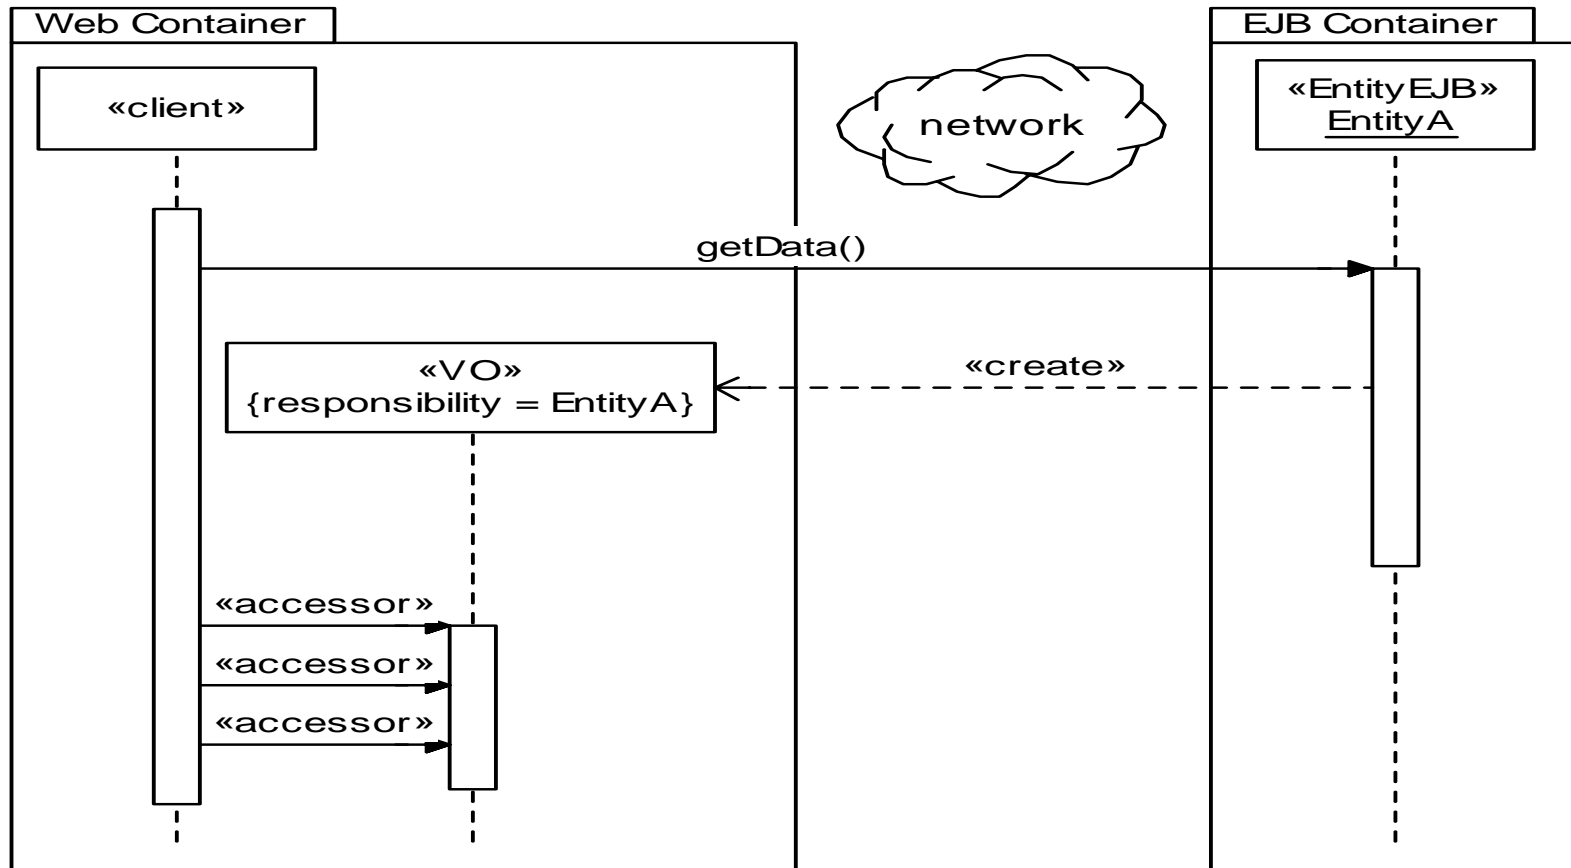 Web Container
EJB Container
«client»
network
«EntityEJB»
EntityA
getData()
«VO»
{responsibility = EntityA}
«create»
«accessor»
«accessor»
«accessor»